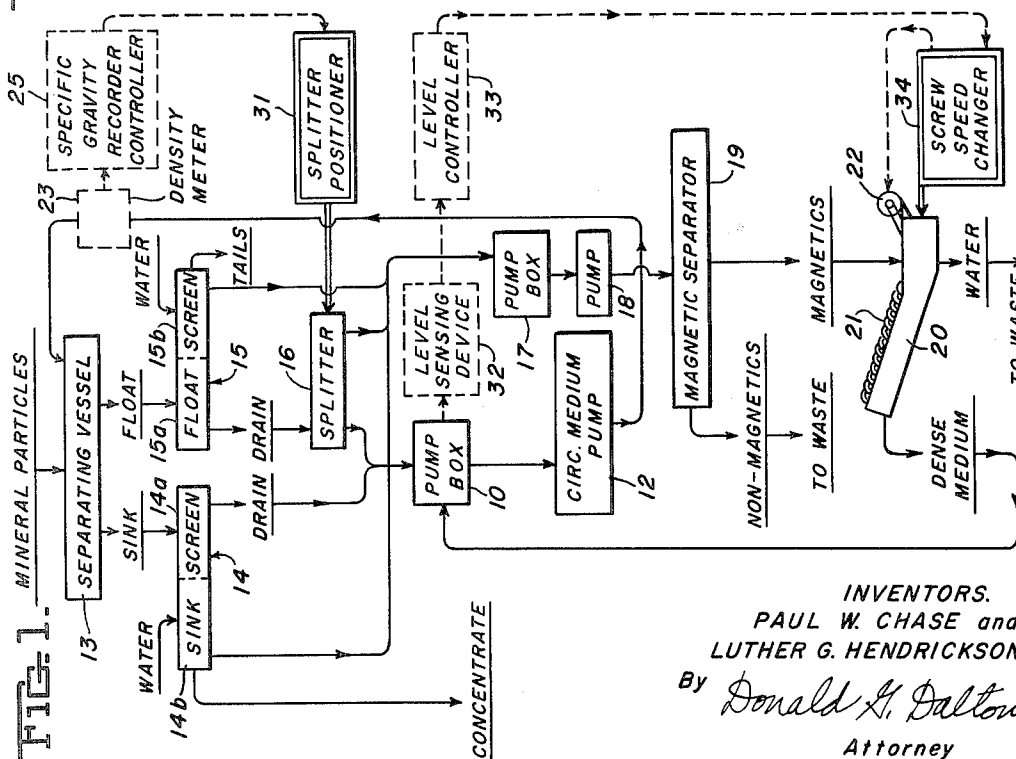 FIG. 1.
MINERAL PARTICLES
SEPARATING VESSEL
13
SINK
FLOAT
WATER
SINK
SCREEN
14
14a
14b
15a
FLOAT
SCREEN
15
15b
WATER
TAILS
DRAIN
DRAIN
SPLITTER
16
23
DENSITY
METER
25
SPECIFIC
GRAVITY
RECORDER
CONTROLLER
31
SPLITTER
POSITIONER
CONCENTRATE
PUMP
BOX
10
LEVEL
SENSING
DEVICE
32
LEVEL
CONTROLLER
33
PUMP
BOX
17
PUMP
18
CIRC. MEDIUM
PUMP
12
MAGNETIC SEPARATOR
19
NON-MAGNETICS
TO WASTE
MAGNETICS
21
22
20
34
SCREW
SPEED
CHANGER
DENSE
MEDIUM
WATER
TO WASTE
INVENTORS.
PAUL W. CHASE and
LUTHER G. HENDRICKSON
By Donald G. Dalton
Attorney